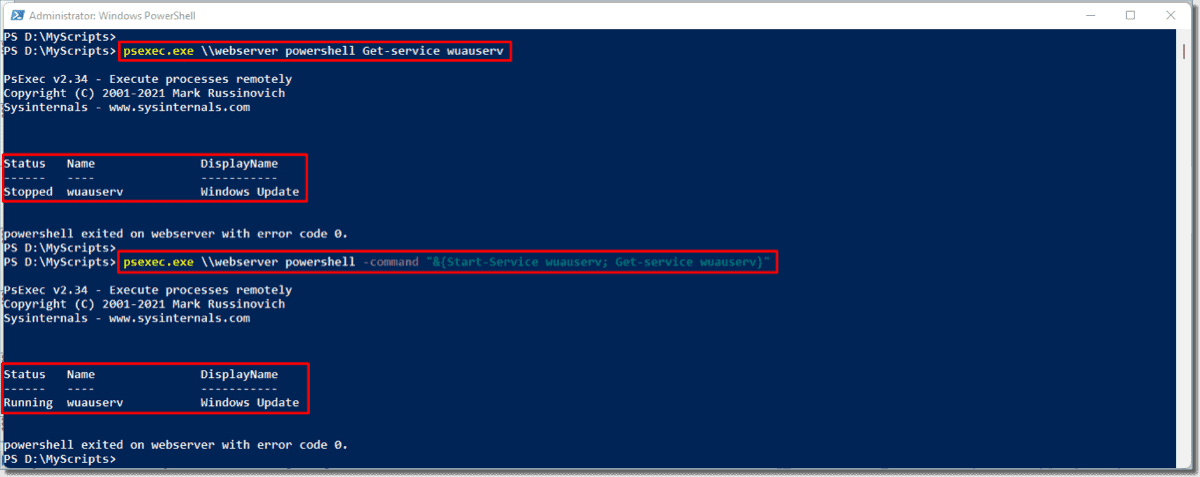 Administrator: Windows PowerShell
PS D:\MyScripts>
PS D:\MyScripts> psexec.exe \\webserver powershell Get-service wuauserv
PsExec v2.34 - Execute processes remotely
Copyright (C) 2001-2021 Mark Russinovich
Sysinternals - www.sysinternals.com
Status   Name               DisplayName
------   ----               -----------
Stopped  wuauserv           Windows Update
powershell exited on webserver with error code 0.
PS D:\MyScripts>
PS D:\MyScripts> psexec.exe \\webserver powershell -command "&{Start-Service wuauserv; Get-service wuauserv}"
PsExec v2.34 - Execute processes remotely
Copyright (C) 2001-2021 Mark Russinovich
Sysinternals - www.sysinternals.com
Status   Name               DisplayName
------   ----               -----------
Running  wuauserv           Windows Update
powershell exited on webserver with error code 0.
PS D:\MyScripts>